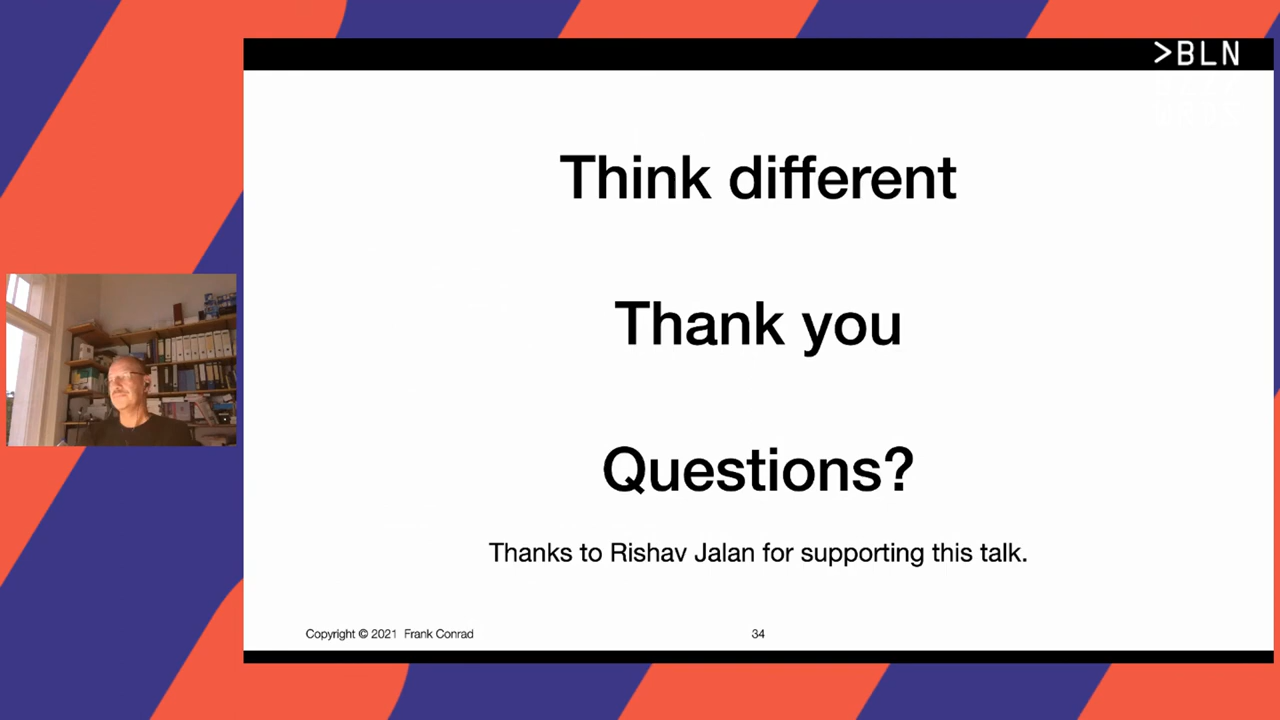 >BLN
Think different
Thank you
Questions?
Thanks to Rishav Jalan for supporting this talk.
Copyright © 2021 Frank Conrad
34